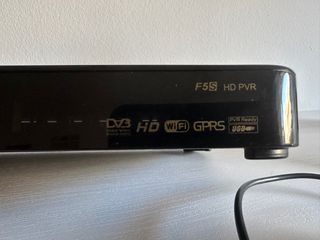 F5S HD PVR
DVB HD WiFi GPRS PVR Ready
USB